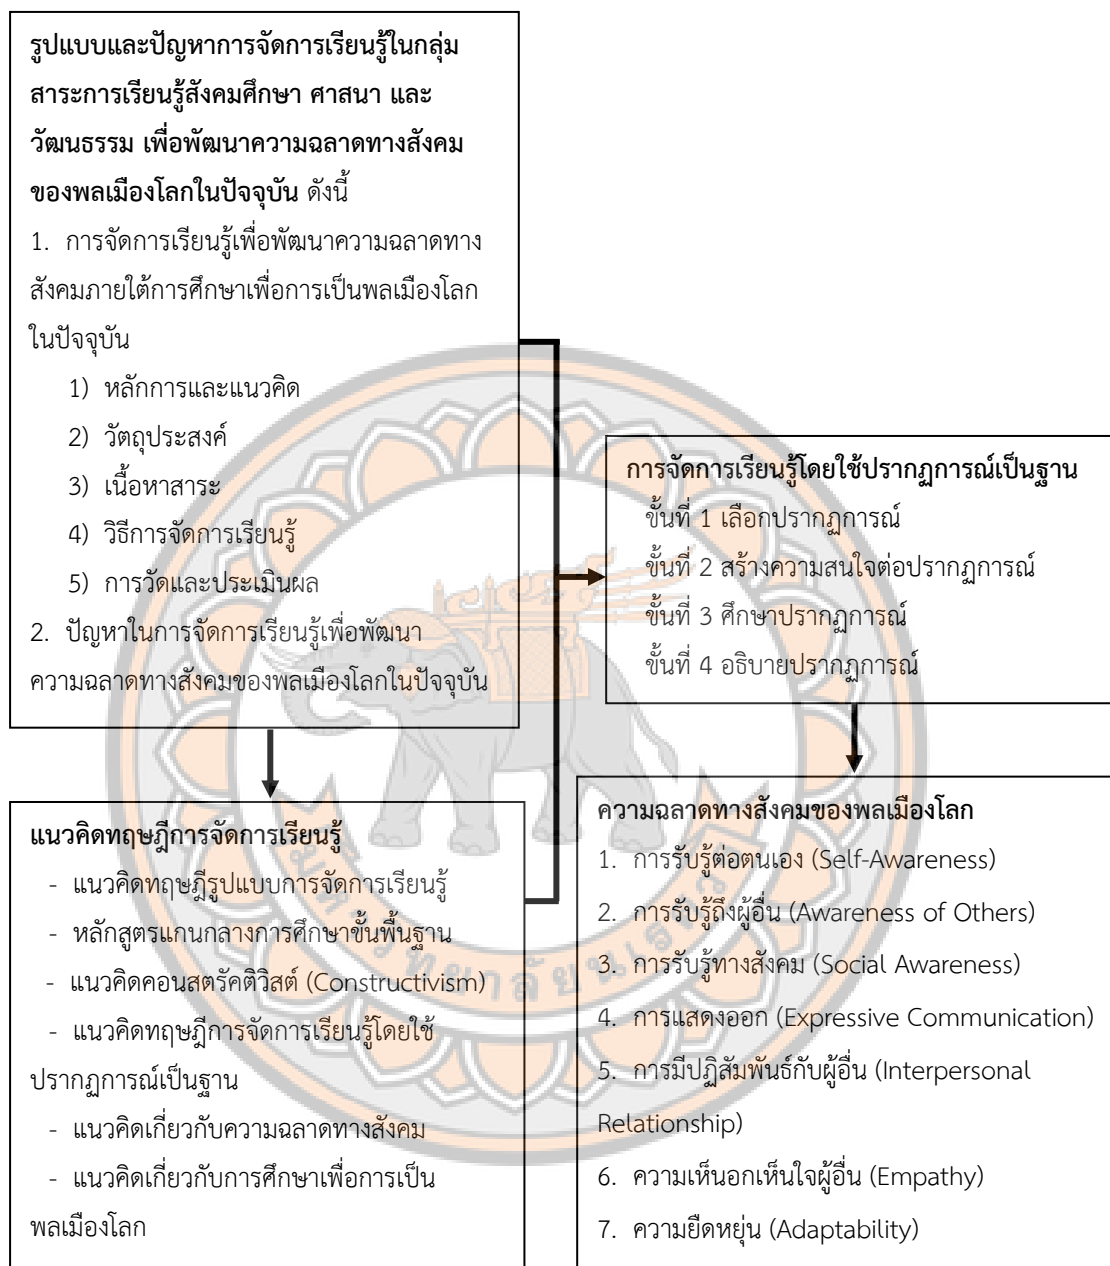 รูปแบบและปัญหาการจัดการเรียนรู้ในกลุ่ม
สาระการเรียนรู้สังคมศึกษา ศาสนา และ
วัฒนธรรม เพื่อพัฒนาความฉลาดทางสังคม
ของพลเมืองโลกในปัจจุบัน ดังนี้
1. การจัดการเรียนรู้เพื่อพัฒนาความฉลาดทาง
สังคมภายใต้การศึกษาเพื่อการเป็นพลเมืองโลก
ในปัจจุบัน
1) หลักการและแนวคิด
2) วัตถุประสงค์
3) เนื้อหาสาระ
4) วิธีการจัดการเรียนรู้
5) การวัดและประเมินผล
2. ปัญหาในการจัดการเรียนรู้เพื่อพัฒนา
ความฉลาดทางสังคมของพลเมืองโลกในปัจจุบัน
การจัดการเรียนรู้โดยใช้ปรากฏการณ์เป็นฐาน
ขั้นที่ 1 เลือกปรากฏการณ์
ขั้นที่ 2 สร้างความสนใจต่อปรากฏการณ์
ขั้นที่ 3 ศึกษาปรากฏการณ์
ขั้นที่ 4 อธิบายปรากฏการณ์
แนวคิดทฤษฎีการจัดการเรียนรู้
- แนวคิดทฤษฎีรูปแบบการจัดการเรียนรู้
- หลักสูตรแกนกลางการศึกษาขั้นพื้นฐาน
- แนวคิดคอนสตรัคติวิสต์ (Constructivism)
- แนวคิดทฤษฎีการจัดการเรียนรู้โดยใช้
ปรากฏการณ์เป็นฐาน
- แนวคิดเกี่ยวกับความฉลาดทางสังคม
- แนวคิดเกี่ยวกับการศึกษาเพื่อการเป็น
พลเมืองโลก
ความฉลาดทางสังคมของพลเมืองโลก
1. การรับรู้ต่อตนเอง (Self-Awareness)
2. การรับรู้ถึงผู้อื่น (Awareness of Others)
3. การรับรู้ทางสังคม (Social Awareness)
4. การแสดงออก (Expressive Communication)
5. การมีปฏิสัมพันธ์กับผู้อื่น (Interpersonal
Relationship)
6. ความเห็นอกเห็นใจผู้อื่น (Empathy)
7. ความยืดหยุ่น (Adaptability)
มหาวิทยาลัยนเรศวร